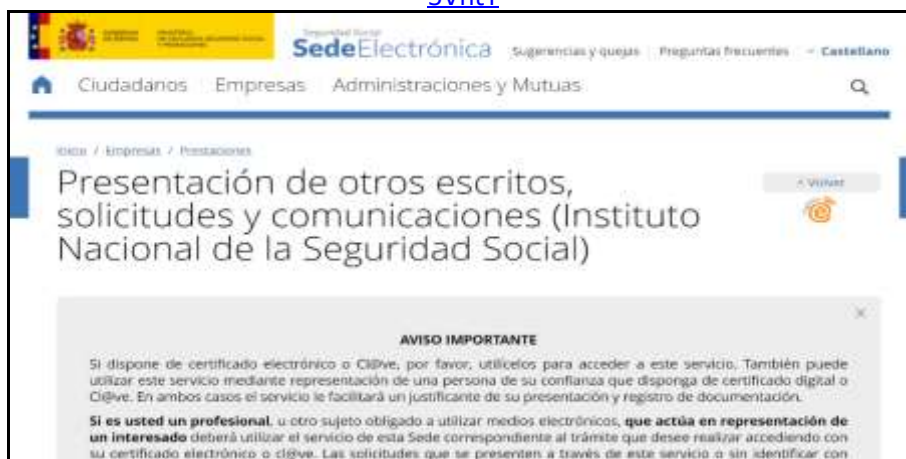 Seguridad Social
SedeElectrónica Sugerencias y quejas Preguntas frecuentes Castellano
Ciudadanos Empresas Administraciones y Mutuas
Inicio / Empresas / Prestaciones
Presentación de otros escritos,
solicitudes y comunicaciones (Instituto
Nacional de la Seguridad Social)
< Volver
AVISO IMPORTANTE
Si dispone de certificado electrónico o Cl@ve, por favor, utilícelos para acceder a este servicio. También puede
utilizar este servicio mediante representación de una persona de su confianza que disponga de certificado digital o
Cl@ve. En ambos casos el servicio le facilitará un justificante de su presentación y registro de documentación.
Si es usted un profesional, u otro sujeto obligado a utilizar medios electrónicos, que actúa en representación de
un interesado deberá utilizar el servicio de esta Sede correspondiente al trámite que desee realizar accediendo con
su certificado electrónico o cl@ve. Las solicitudes que se presenten a través de este servicio o sin identificar con